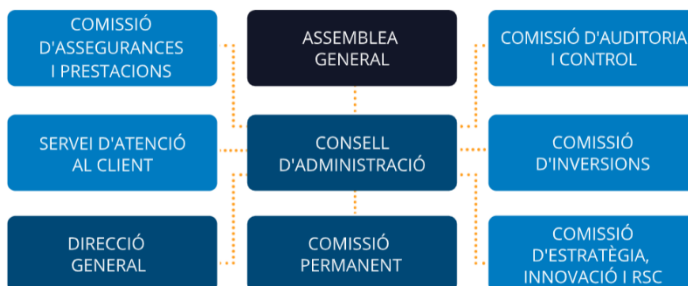 COMISSIÓ
D'ASSEGURANCES
I PRESTACIONS
ASSEMBLEA
GENERAL
COMISSIÓ D'AUDITORIA
I CONTROL
SERVEI D'ATENCIÓ
AL CLIENT
CONSELL
D'ADMINISTRACIÓ
COMISSIÓ
D'INVERSIONS
DIRECCIÓ
GENERAL
COMISSIÓ
PERMANENT
COMISSIÓ
D'ESTRATÈGIA,
INNOVACIÓ I RSC